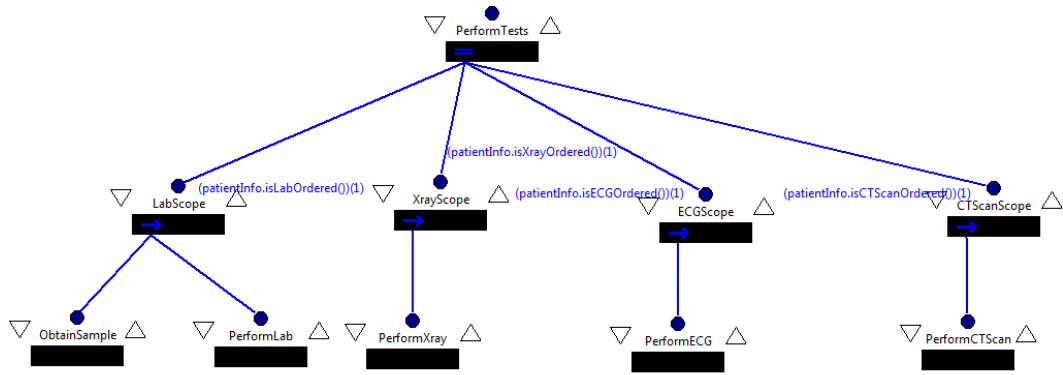 PerformTests
(patientInfo.isXrayOrdered())(1)
(patientInfo.isLabOrdered())(1)
(patientInfo.isECGOrdered())(1)
(patientInfo.isCTScanOrdered())(1)
LabScope
XrayScope
ECGScope
CTScanScope
ObtainSample
PerformLab
PerformXray
PerformECG
PerformCTScan